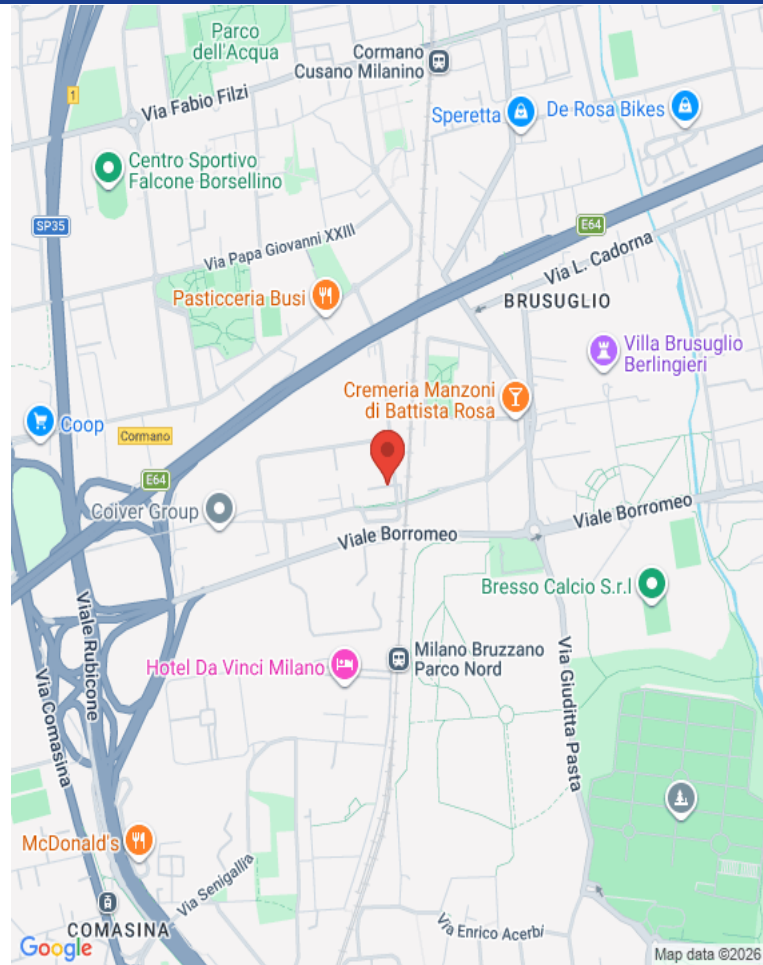 Parco
dell'Acqua
Cormano
Cusano Milanino
1
Via Fabio Filzi
Speretta
De Rosa Bikes
Centro Sportivo
Falcone Borsellino
SP35
E64
Via Papa Giovanni XXIII
Via L. Cadorna
Pasticceria Busi
BRUSUGLIO
Villa Brusuglio
Berlingieri
Cremeria Manzoni
di Battista Rosa
Coop
Cormano
E64
Coiver Group
Viale Borromeo
Viale Borromeo
Bresso Calcio S.r.l
Viale Rubicone
Via Comasina
Hotel Da Vinci Milano
Milano Bruzzano
Parco Nord
Via Giuditta Pasta
McDonald's
Via Senigallia
COMASINA
Via Enrico Acerbi
Google
Map data ©2026